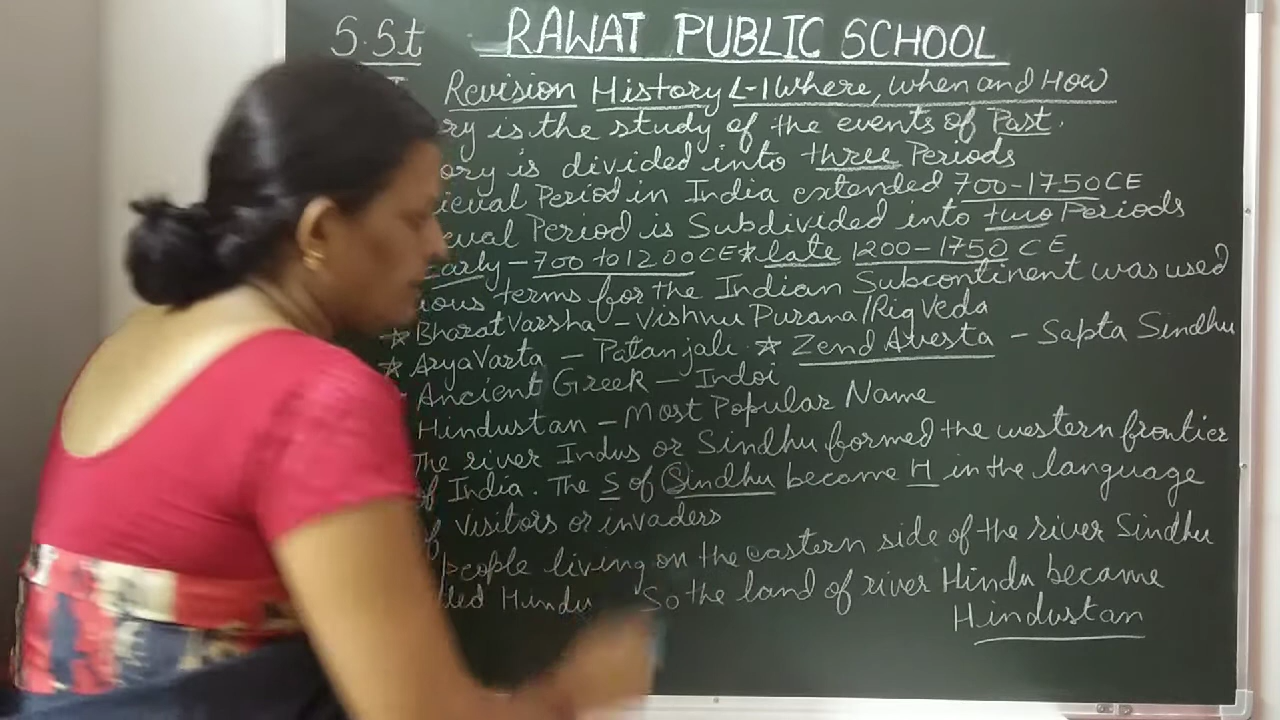 S.St RAWAT PUBLIC SCHOOL
Revision History L-1 Where, when and How
ry is the study of the events of Past.
ory is divided into three Periods
ieval Period in India extended 700-1750 CE
eval Period is Subdivided into two Periods
Early - 700 to 1200 CE * late 1200-1750 CE
ious terms for the Indian Subcontinent was used
* Bharat Varsha - Vishnu Purana/Rig Veda
* Arya Varta - Patanjali * Zend Avesta - Sapta Sindhu
Ancient Greek - Indoi
Hindustan - Most Popular Name
The river Indus or Sindhu formed the western frontier
of India. The S of Sindhu became H in the language
of visitors or invaders
people living on the eastern side of the river Sindhu
lled Hindu So the land of river Hindu became
Hindustan